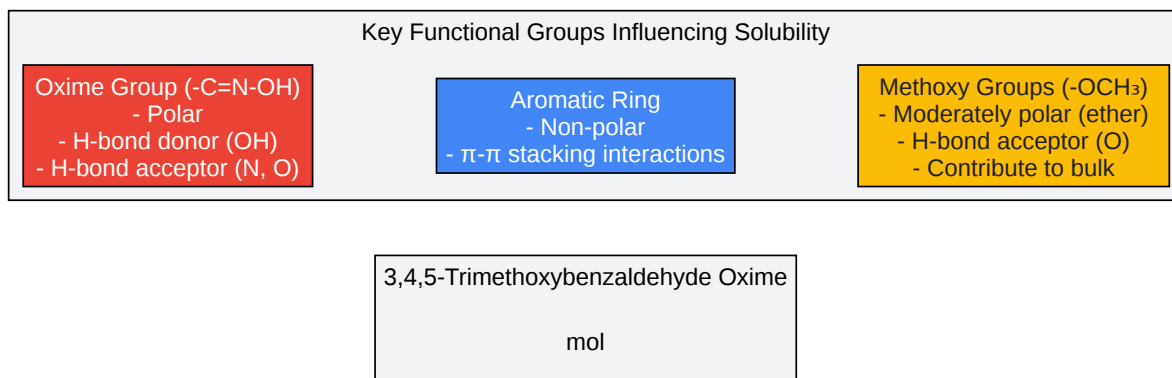 Key Functional Groups Influencing Solubility
Oxime Group (-C=N-OH)
- Polar
- H-bond donor (OH)
- H-bond acceptor (N, O)
Aromatic Ring
- Non-polar
- π-π stacking interactions
Methoxy Groups (-OCH₃)
- Moderately polar (ether)
- H-bond acceptor (O)
- Contribute to bulk
3,4,5-Trimethoxybenzaldehyde Oxime
mol